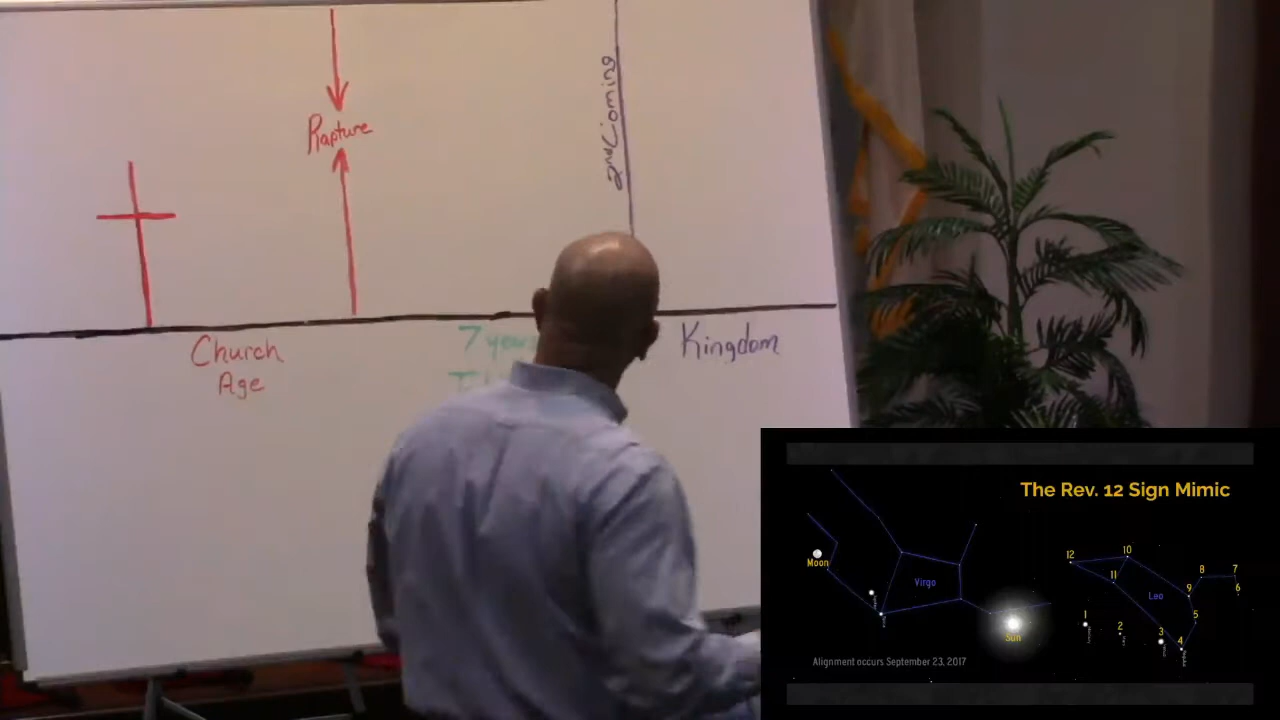 2nd Coming
Rapture
Church
Age
7
Kingdom
The Rev. 12 Sign Mimic
Moon
Virgo
Sun
12
10
11
Leo
9
8
7
6
5
1
2
3
4
Alignment occurs September 23, 2017